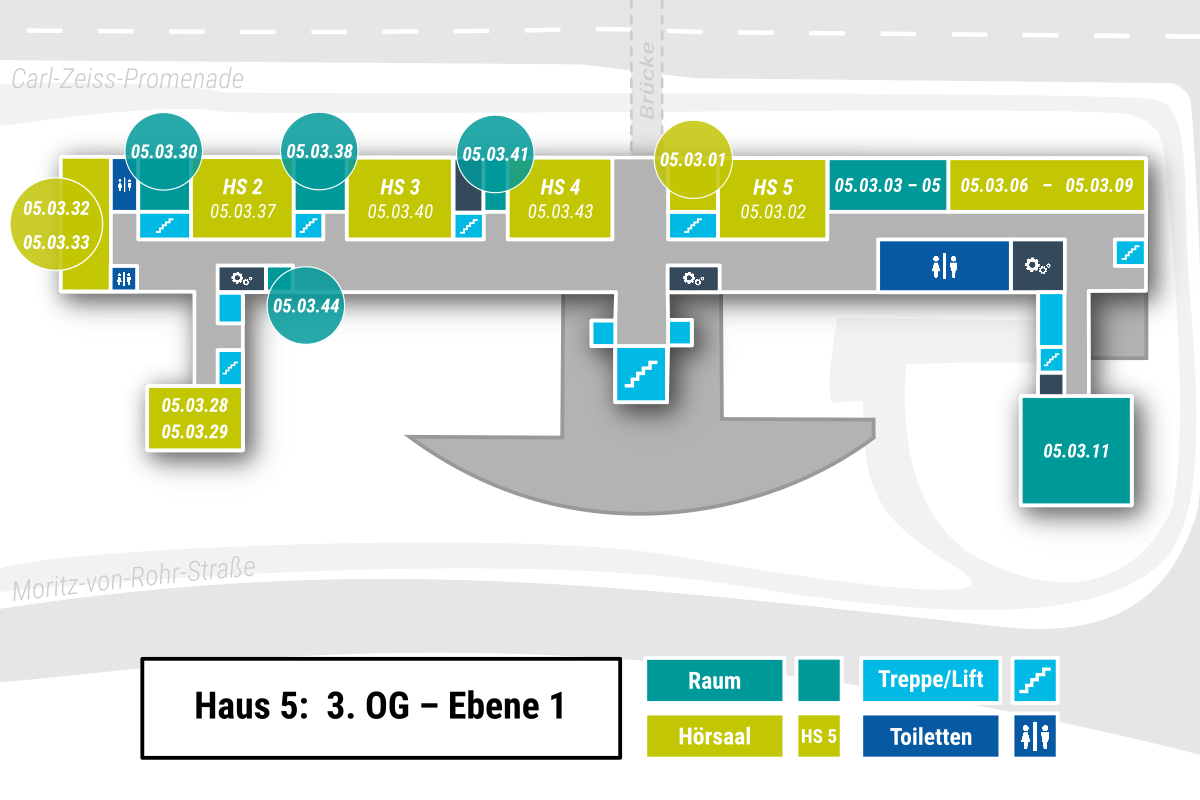 Brücke
Carl-Zeiss-Promenade
05.03.30
05.03.38
05.03.41
05.03.01
05.03.32
05.03.33
HS 2
05.03.37
HS 3
05.03.40
HS 4
05.03.43
HS 5
05.03.02
05.03.03 – 05
05.03.06 – 05.03.09
05.03.44
05.03.28
05.03.29
05.03.11
Moritz-von-Rohr-Straße
Haus 5: 3. OG – Ebene 1
Raum
Treppe/Lift
Hörsaal
HS 5
Toiletten